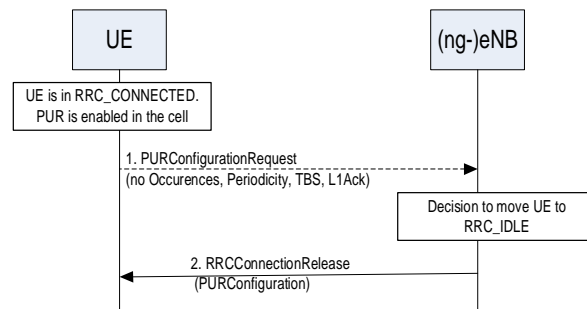 UE
(ng-)eNB
UE is in RRC_CONNECTED.
PUR is enabled in the cell
1. PURConfigurationRequest
(no Occurences, Periodicity, TBS, L1Ack)
Decision to move UE to
RRC_IDLE
2. RRCConnectionRelease
(PURConfiguration)